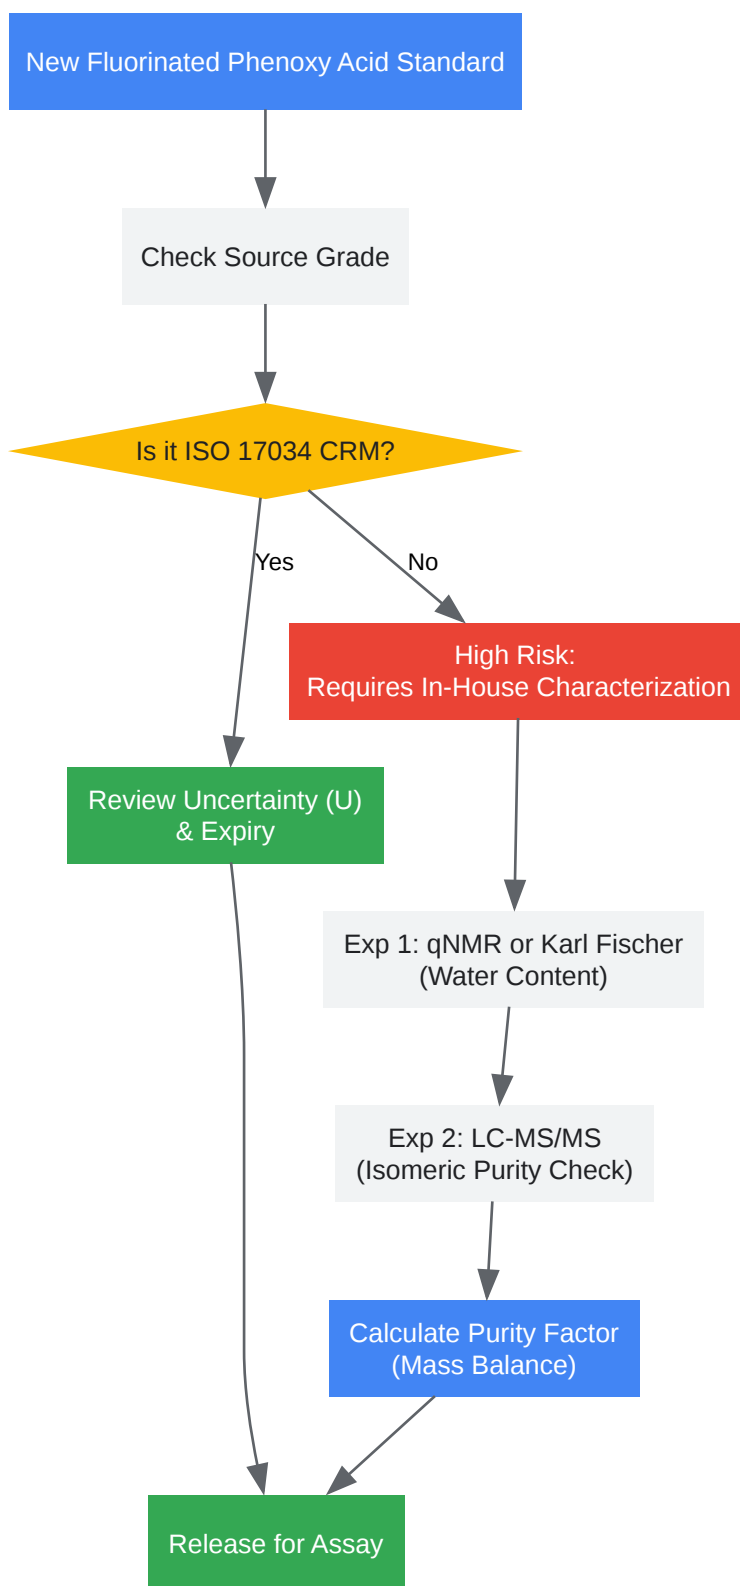 New Fluorinated Phenoxy Acid Standard
Check Source Grade
Is it ISO 17034 CRM?
Yes
No
High Risk:
Requires In-House Characterization
Review Uncertainty (U)
& Expiry
Exp 1: qNMR or Karl Fischer
(Water Content)
Exp 2: LC-MS/MS
(Isomeric Purity Check)
Calculate Purity Factor
(Mass Balance)
Release for Assay